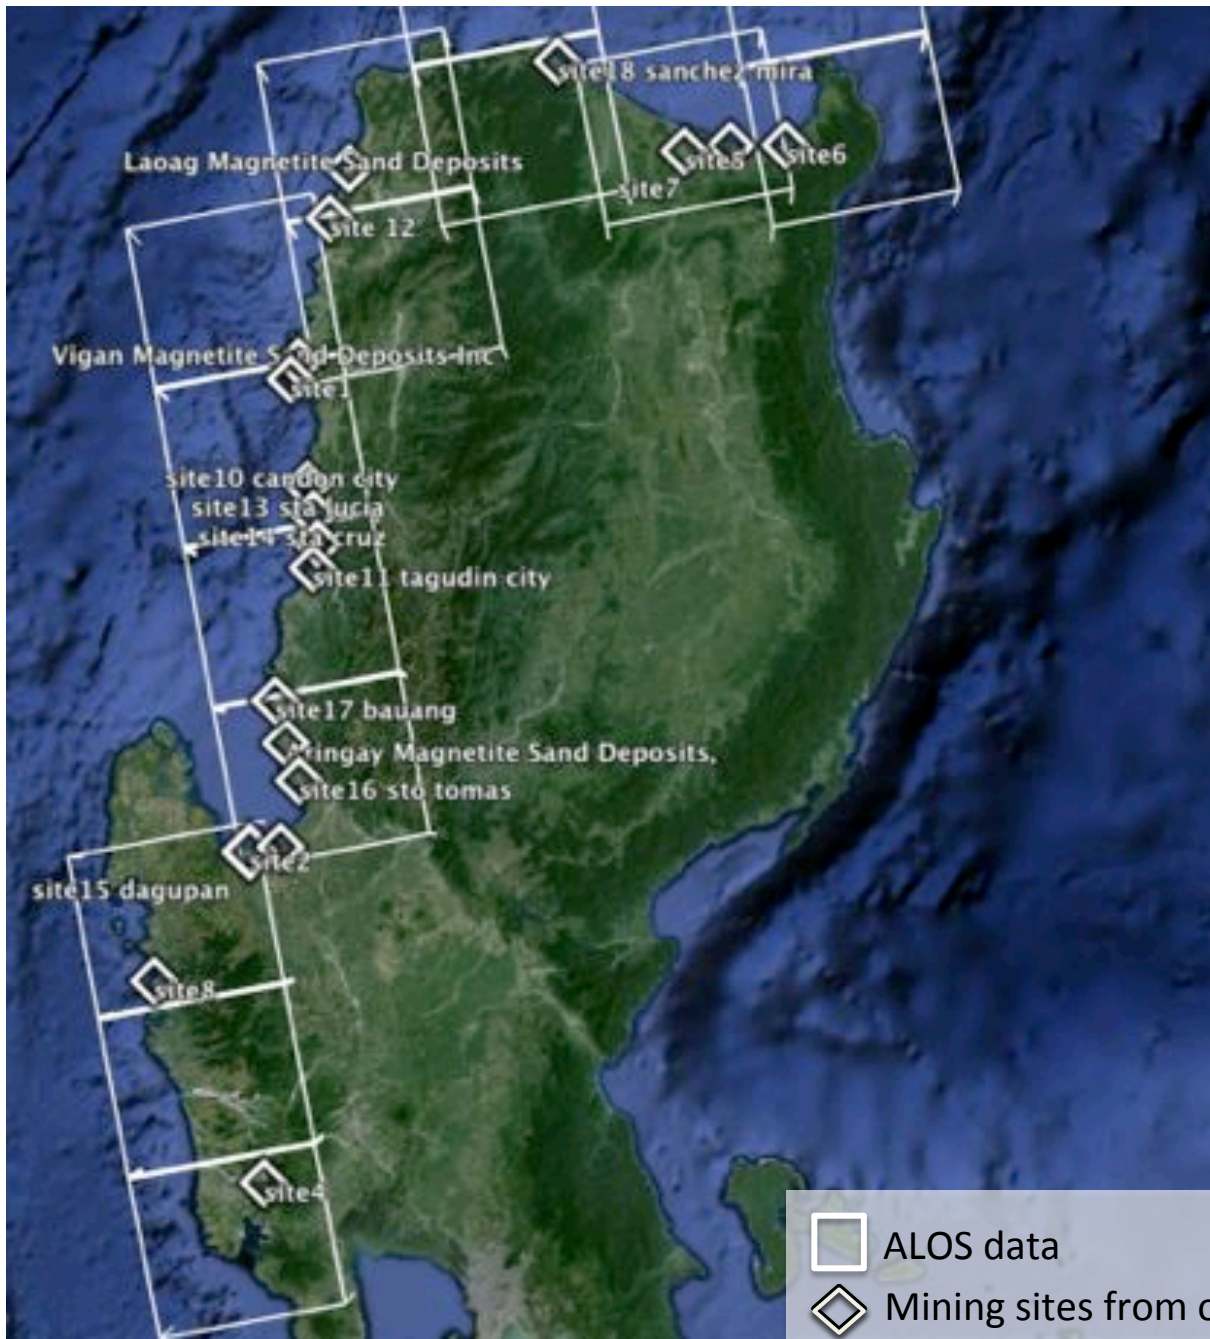 site18 sanchez mira
Laoag Magnetite Sand Deposits
site5
site6
site7
site 12
Vigan Magnetite Sand Deposits Inc
site1
site10 candon city
site13 sta lucia
site14 sta cruz
site11 tagudin city
site17 bauang
Aringay Magnetite Sand Deposits,
site16 sto tomas
site2
site15 dagupan
site8
site4
ALOS data
Mining sites from